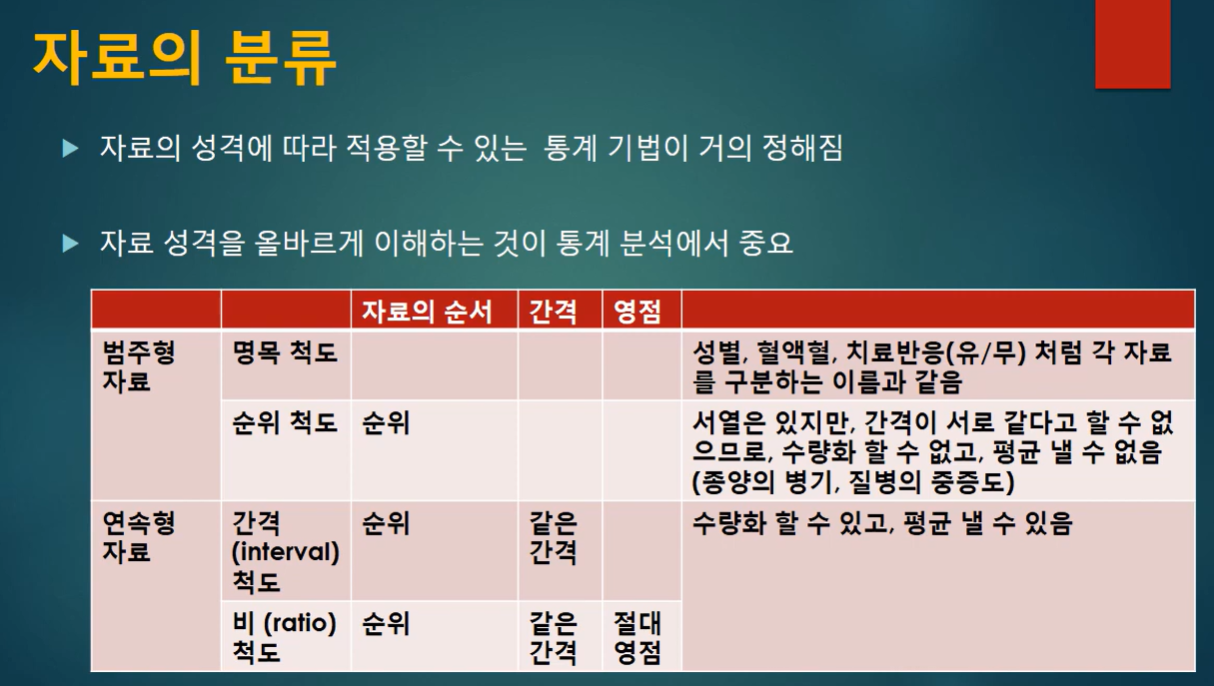 자료의 분류
자료의 성격에 따라 적용할 수 있는 통계 기법이 거의 정해짐
자료 성격을 올바르게 이해하는 것이 통계 분석에서 중요
자료의 순서 간격 영점
범주형
자료
명목 척도
성별, 혈액혈, 치료반응(유/무) 처럼 각 자료
를 구분하는 이름과 같음
순위 척도 순위
서열은 있지만, 간격이 서로 같다고 할 수 없
으므로, 수량화 할 수 없고, 평균 낼 수 없음
(종양의 병기, 질병의 중증도)
연속형
자료
간격
(interval)
척도
순위
같은
간격
수량화 할 수 있고, 평균 낼 수 있음
비 (ratio)
척도
순위
같은
간격
절대
영점